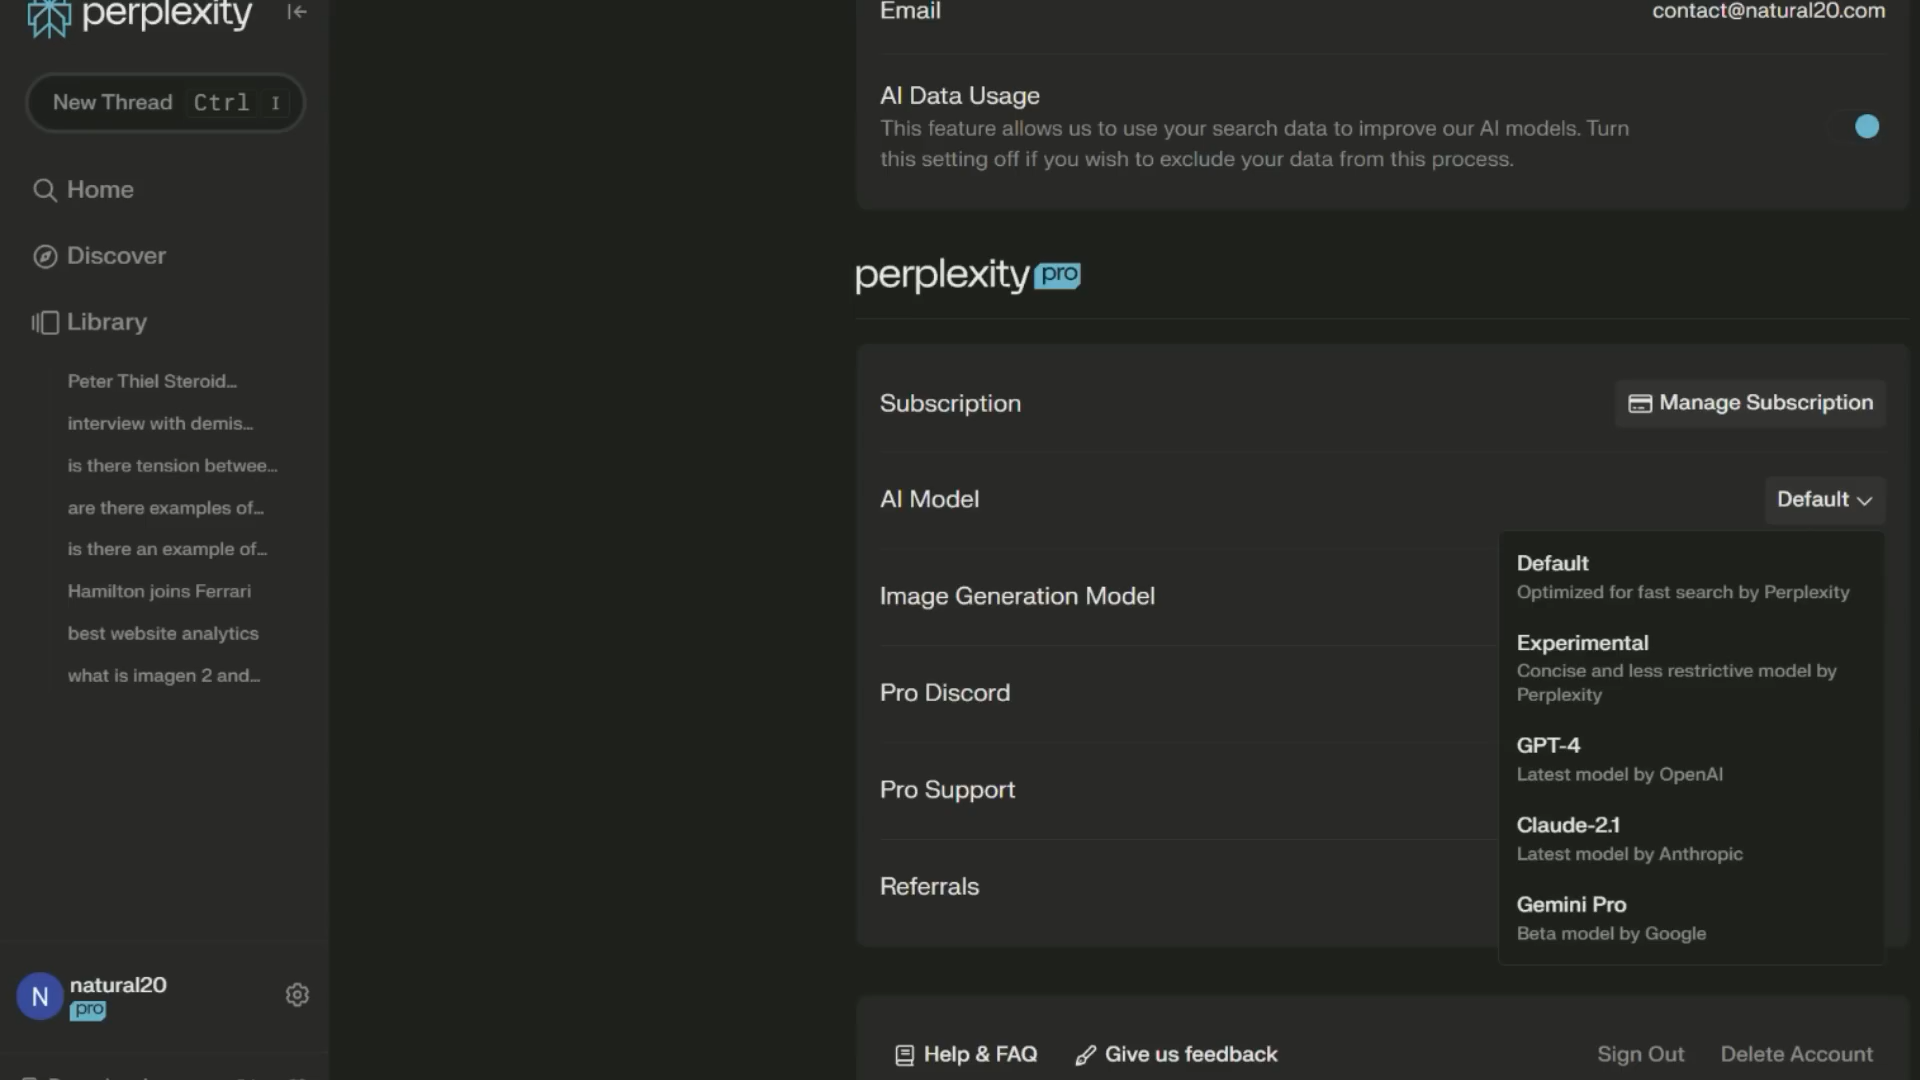 perplexity
New Thread Ctrl I
Home
Discover
Library
Peter Thiel Steroid...
interview with demis...
is there tension betwee...
are there examples of...
is there an example of...
Hamilton joins Ferrari
best website analytics
what is imagen 2 and...
N natural20
pro
Email contact@natural20.com
AI Data Usage
This feature allows us to use your search data to improve our AI models. Turn
this setting off if you wish to exclude your data from this process.
perplexity pro
Subscription Manage Subscription
AI Model Default
Default
Optimized for fast search by Perplexity
Experimental
Concise and less restrictive model by
Perplexity
GPT-4
Latest model by OpenAI
Claude-2.1
Latest model by Anthropic
Gemini Pro
Beta model by Google
Image Generation Model
Pro Discord
Pro Support
Referrals
Help & FAQ Give us feedback Sign Out Delete Account